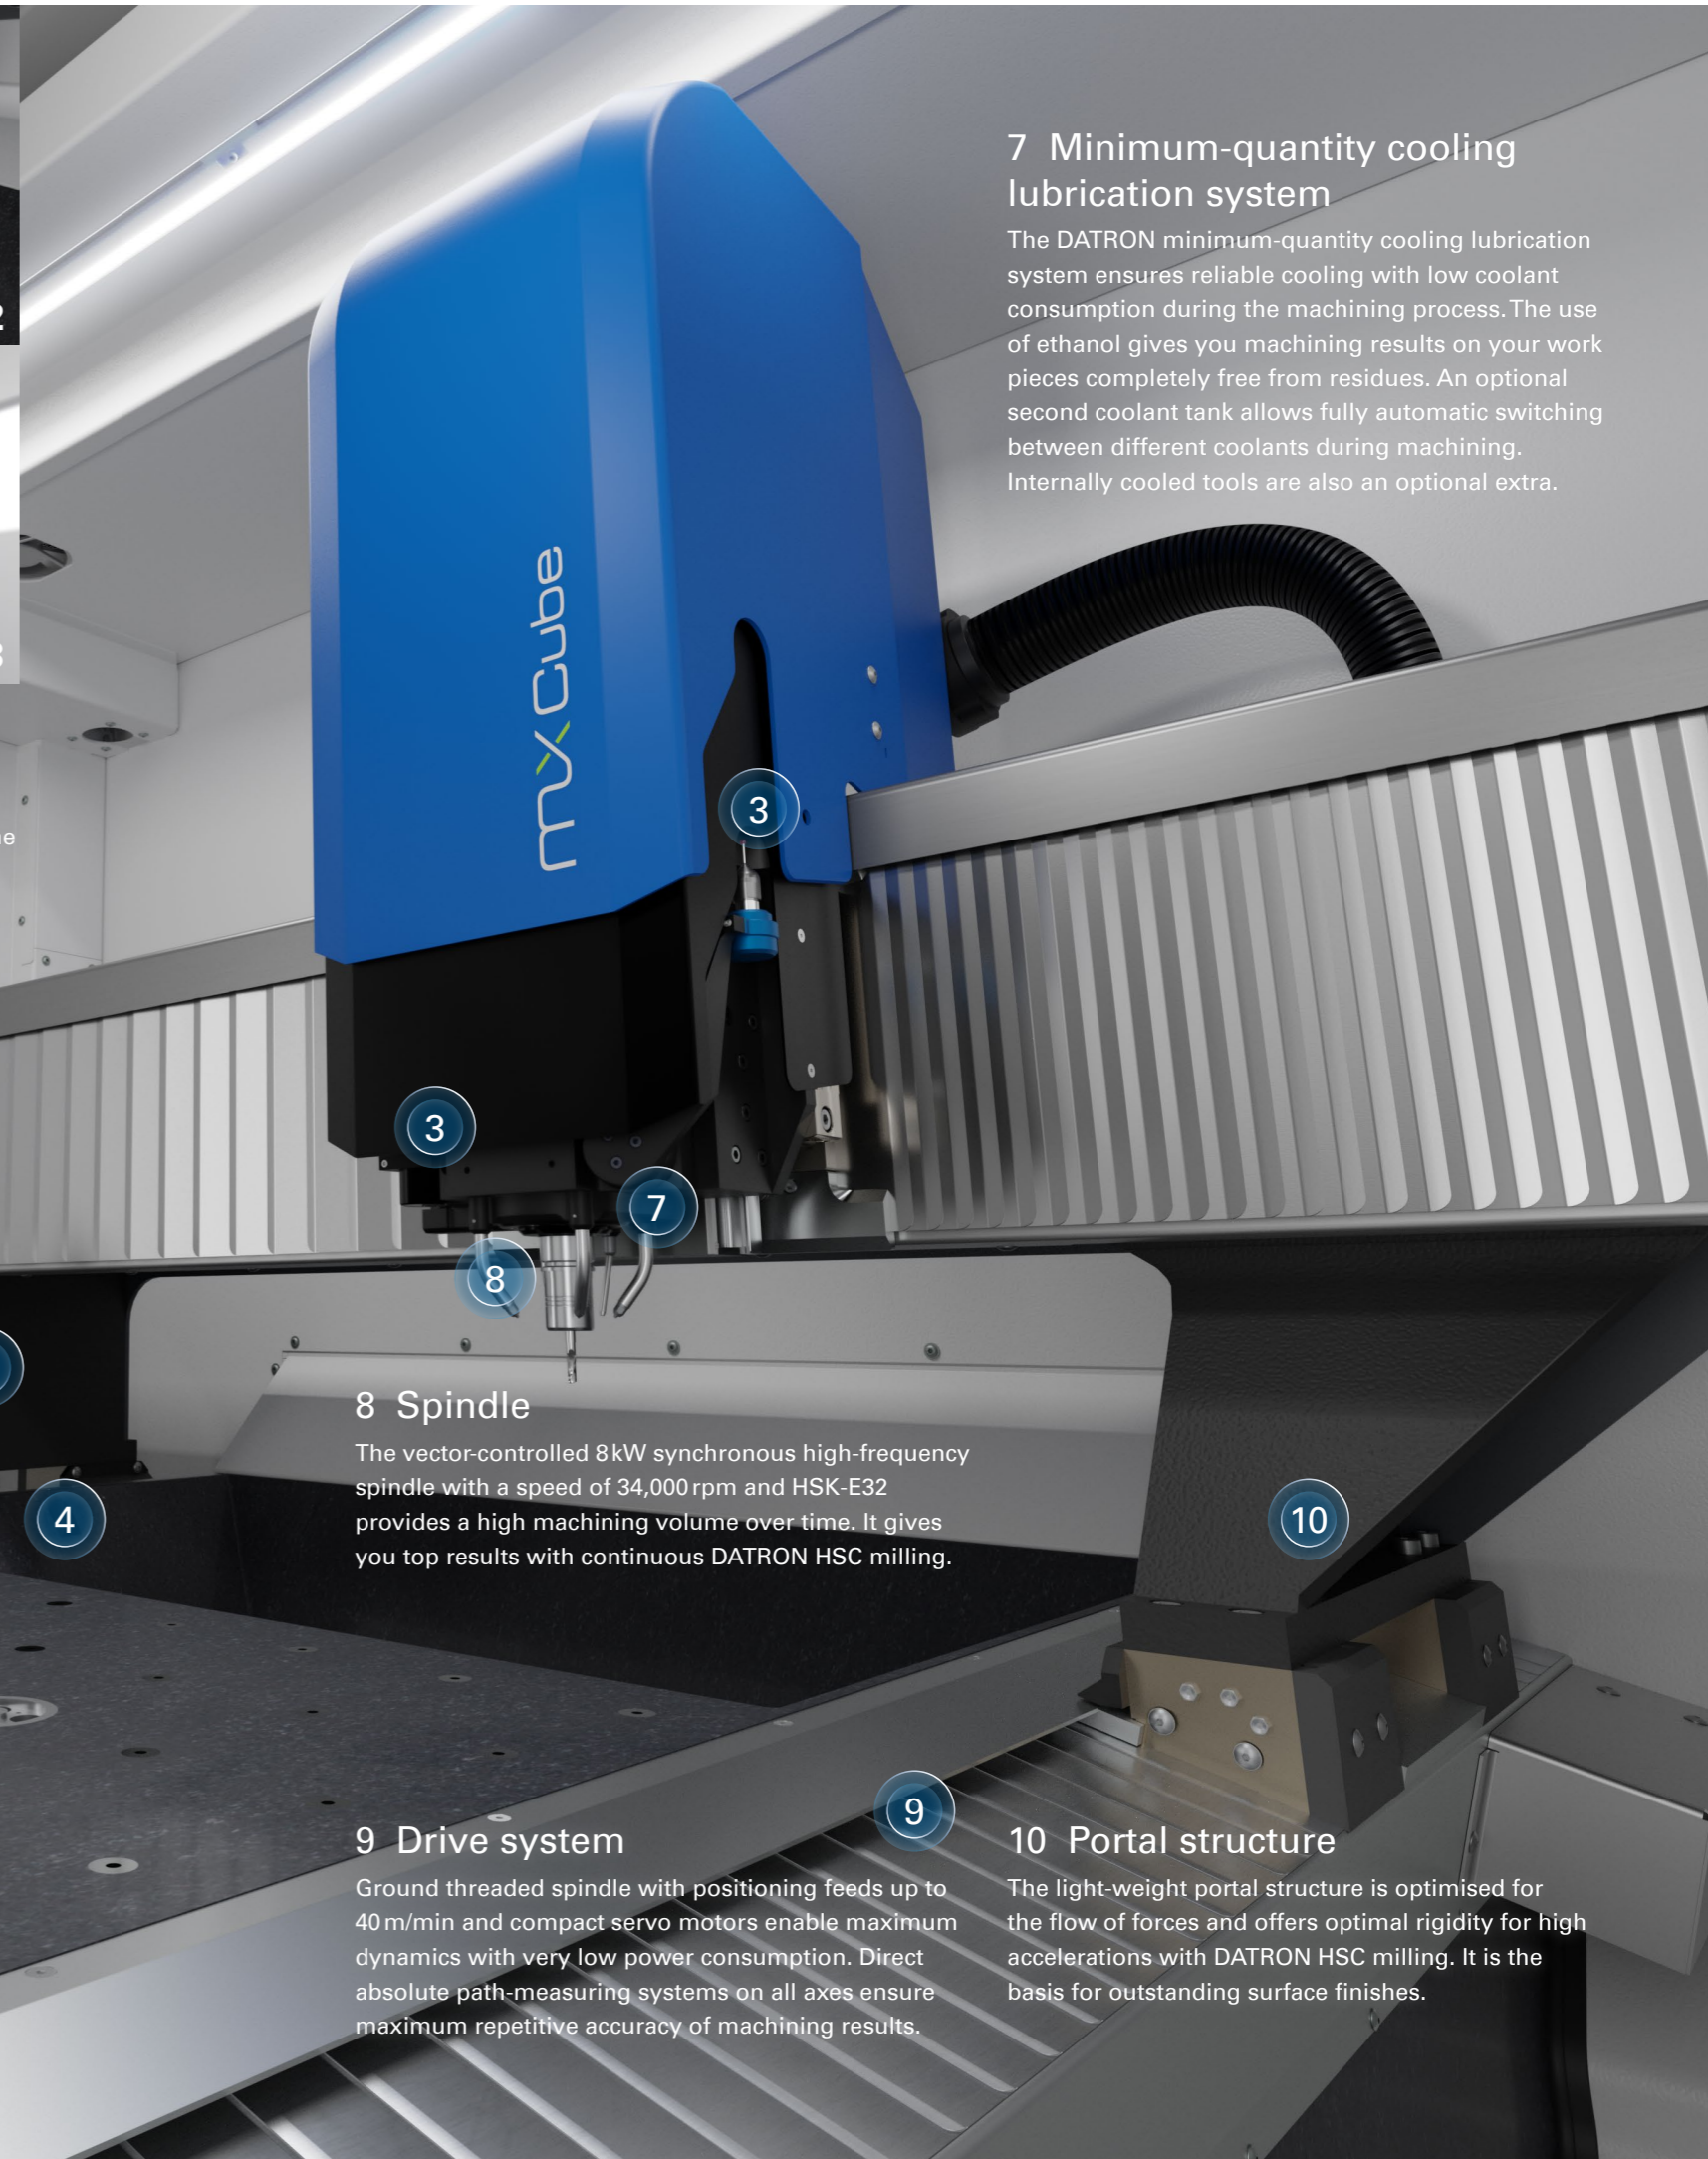 2
3
7 Minimum-quantity cooling
lubrication system
The DATRON minimum-quantity cooling lubrication
system ensures reliable cooling with low coolant
consumption during the machining process. The use
of ethanol gives you machining results on your work
pieces completely free from residues. An optional
second coolant tank allows fully automatic switching
between different coolants during machining.
Internally cooled tools are also an optional extra.
mxCube
3
3
7
8
8 Spindle
The vector-controlled 8 kW synchronous high-frequency
spindle with a speed of 34,000 rpm and HSK-E32
provides a high machining volume over time. It gives
you top results with continuous DATRON HSC milling.
4
10
9
9 Drive system
Ground threaded spindle with positioning feeds up to
40 m/min and compact servo motors enable maximum
dynamics with very low power consumption. Direct
absolute path-measuring systems on all axes ensure
maximum repetitive accuracy of machining results.
10 Portal structure
The light-weight portal structure is optimised for
the flow of forces and offers optimal rigidity for high
accelerations with DATRON HSC milling. It is the
basis for outstanding surface finishes.